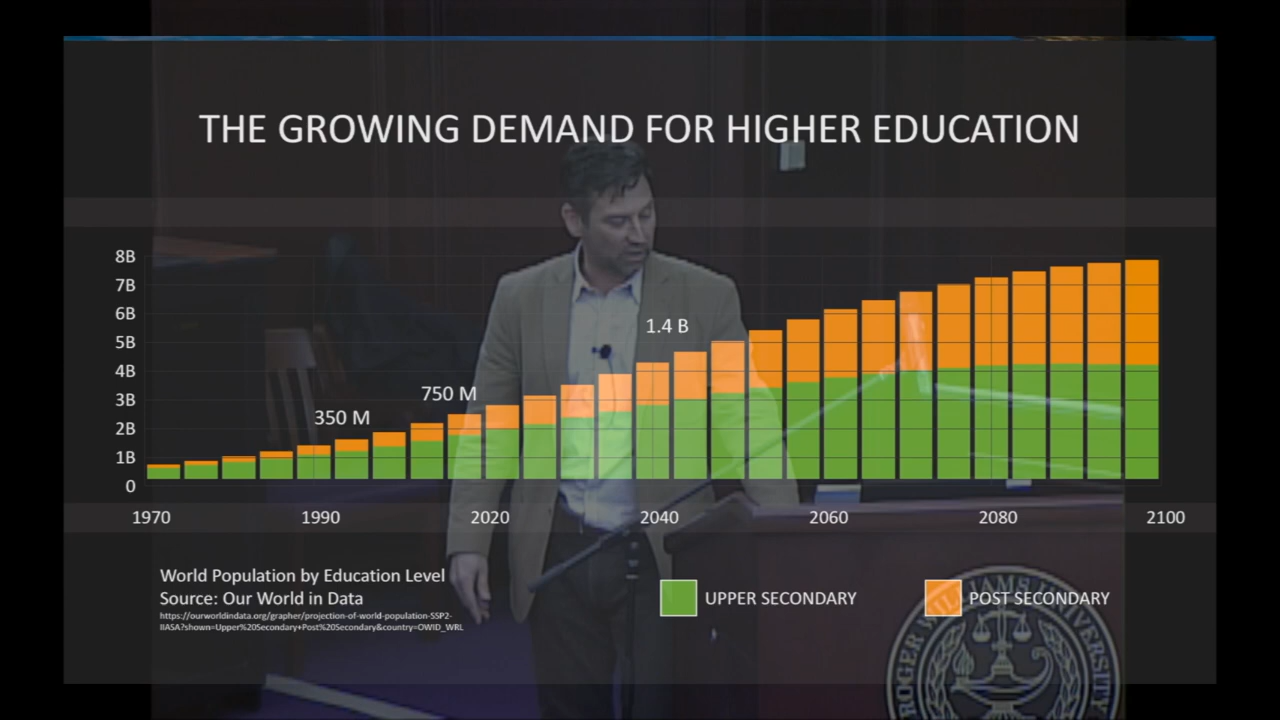 THE GROWING DEMAND FOR HIGHER EDUCATION
8B
7B
6B
5B
4B
3B
2B
1B
0
1.4 B
750 M
350 M
1970 1990 2020 2040 2060 2080 2100
World Population by Education Level
Source: Our World in Data
https://ourworldindata.org/grapher/projection-of-world-population-SSP2-
IIASA?shown=Upper%20Secondary+Post%20Secondary&country=OWID_WRL
UPPER SECONDARY
POST SECONDARY
ROGER WILLIAMS UNIVERSITY